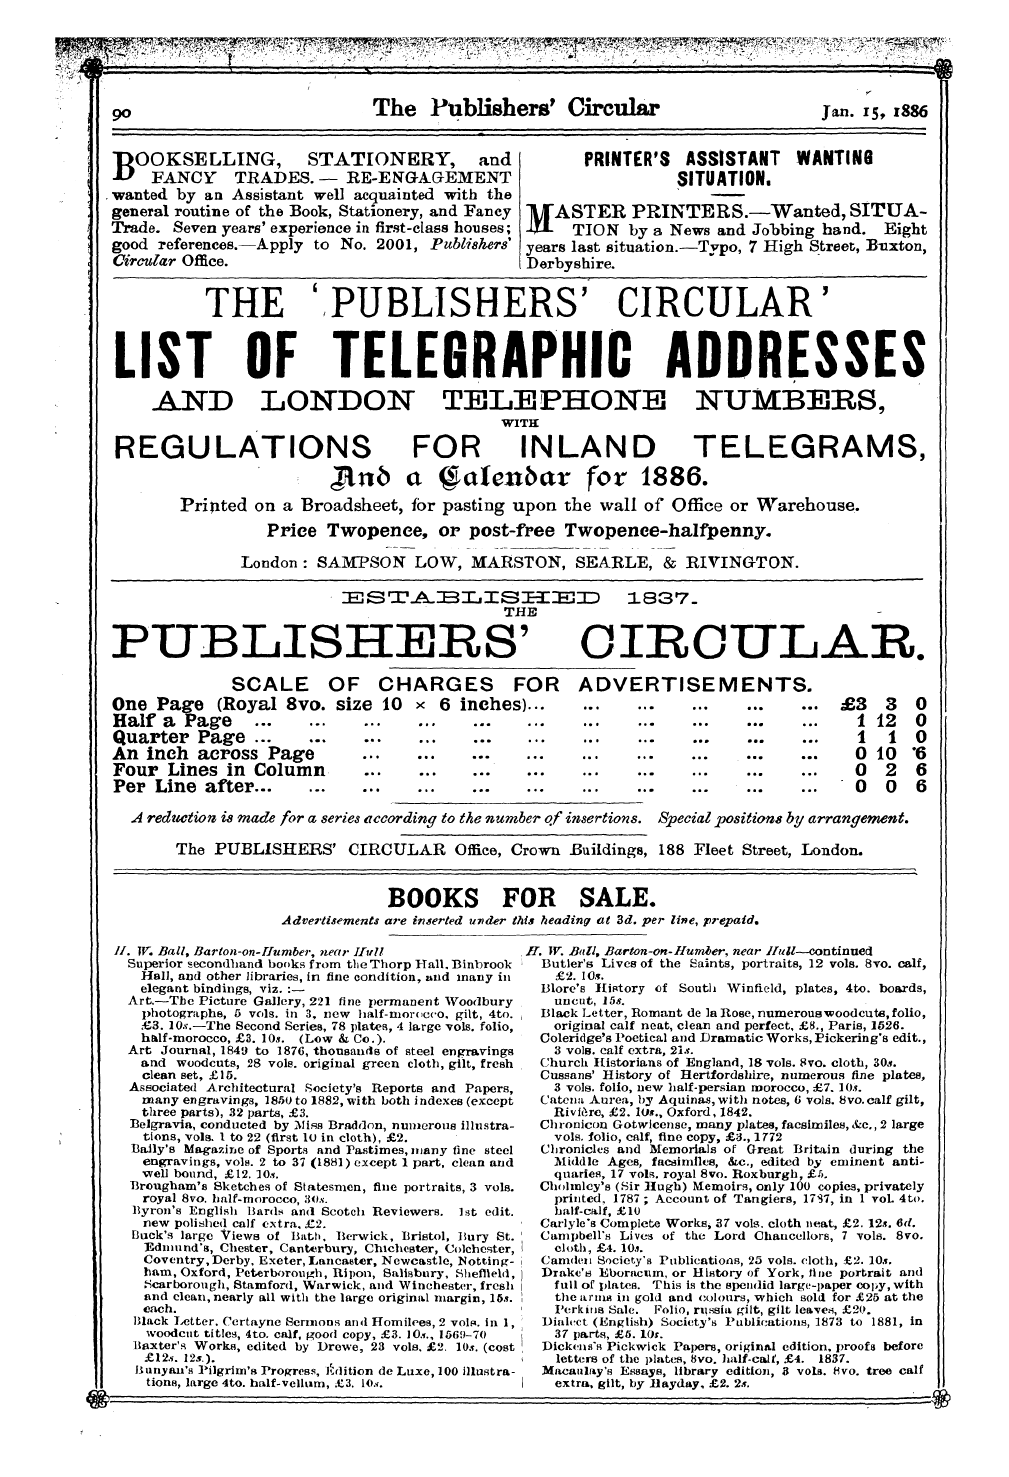 90
The Publishers' Circular
Jan. 15, 1886
BOOKSELLING, STATIONERY, and
FANCY TRADES. — RE-ENGAGEMENT
wanted by an Assistant well acquainted with the
general routine of the Book, Stationery, and Fancy
Trade. Seven years' experience in first-class houses;
good references.—Apply to No. 2001, Publishers'
Circular Office.
PRINTER'S ASSISTANT WANTING
SITUATION.
MASTER PRINTERS.—Wanted, SITUA-
TION by a News and Jobbing hand. Eight
years last situation.—Typo, 7 High Street, Buxton,
Derbyshire.
THE 'PUBLISHERS' CIRCULAR'
LIST OF TELEGRAPHIC ADDRESSES
AND LONDON TELEPHONE NUMBERS,
WITH
REGULATIONS FOR INLAND TELEGRAMS,
And a Calendar for 1886.
Printed on a Broadsheet, for pasting upon the wall of Office or Warehouse.
Price Twopence, or post-free Twopence-halfpenny.
London: SAMPSON LOW, MARSTON, SEARLE, & RIVINGTON.
ESTABLISHED 1837.
THE
PUBLISHERS' CIRCULAR.
SCALE OF CHARGES FOR ADVERTISEMENTS.
One Page (Royal 8vo. size 10 × 6 inches)... ... ... ... ... ... £3 3 0
Half a Page ... ... ... ... ... ... ... ... ... ... ... 1 12 0
Quarter Page ... ... ... ... ... ... ... ... ... ... ... 1 1 0
An inch across Page ... ... ... ... ... ... ... ... ... 0 10 6
Four Lines in Column ... ... ... ... ... ... ... ... ... 0 2 6
Per Line after... ... ... ... ... ... ... ... ... ... ... 0 0 6
A reduction is made for a series according to the number of insertions. Special positions by arrangement.
The PUBLISHERS' CIRCULAR Office, Crown Buildings, 188 Fleet Street, London.
BOOKS FOR SALE.
Advertisements are inserted under this heading at 3d. per line, prepaid.
H. W. Ball, Barton-on-Humber, near Hull
Superior secondhand books from the Thorp Hall, Binbrook
Hall, and other libraries, in fine condition, and many in
elegant bindings, viz. :—
Art.—The Picture Gallery, 221 fine permanent Woodbury
photographs, 5 vols. in 3, new half-morocco, gilt, 4to.
£3. 10s.—The Second Series, 78 plates, 4 large vols. folio,
half-morocco, £3. 10s. (Low & Co.).
Art Journal, 1849 to 1876, thousands of steel engravings
and woodcuts, 28 vols. original green cloth, gilt, fresh
clean set, £15.
Associated Architectural Society's Reports and Papers,
many engravings, 1850 to 1882, with both indexes (except
three parts), 32 parts, £3.
Belgravia, conducted by Miss Braddon, numerous illustra-
tions, vols. 1 to 22 (first 10 in cloth), £2.
Baily's Magazine of Sports and Pastimes, many fine steel
engravings, vols. 2 to 37 (1881) except 1 part, clean and
well bound, £12. 10s.
Brougham's Sketches of Statesmen, fine portraits, 3 vols.
royal 8vo. half-morocco, 30s.
Byron's English Bards and Scotch Reviewers. 1st edit.
new polished calf extra, £2.
Buck's large Views of Bath, Berwick, Bristol, Bury St.
Edmund's, Chester, Canterbury, Chichester, Colchester,
Coventry, Derby, Exeter, Lancaster, Newcastle, Notting-
ham, Oxford, Peterborough, Ripon, Salisbury, Sheffield,
Scarborough, Stamford, Warwick, and Winchester, fresh
and clean, nearly all with the large original margin, 15s.
each.
Black Letter. Certayne Sermons and Homilees, 2 vols. in 1,
woodcut titles, 4to. calf, good copy, £3. 10s., 1569-70
Baxter's Works, edited by Drewe, 23 vols. £2. 10s. (cost
£12s. 12s.).
Bunyan's Pilgrim's Progress, Édition de Luxe, 100 illustra-
tions, large 4to. half-vellum, £3. 10s.
H. W. Ball, Barton-on-Humber, near Hull—continued
Butler's Lives of the Saints, portraits, 12 vols. 8vo. calf,
£2. 10s.
Blore's History of South Winfield, plates, 4to. boards,
uncut, 15s.
Black Letter, Romant de la Rose, numerous woodcuts, folio,
original calf neat, clean and perfect, £8., Paris, 1526.
Coleridge's Poetical and Dramatic Works, Pickering's edit.,
3 vols. calf extra, 21s.
Church Historians of England, 18 vols. 8vo. cloth, 30s.
Cussans' History of Hertfordshire, numerous fine plates,
3 vols. folio, new half-persian morocco, £7. 10s.
Catena Aurea, by Aquinas, with notes, 6 vols. 8vo. calf gilt,
Rivière, £2. 10s., Oxford, 1842.
Chronicon Gotwicense, many plates, facsimiles, &c., 2 large
vols. folio, calf, fine copy, £3., 1772
Chronicles and Memorials of Great Britain during the
Middle Ages, facsimiles, &c., edited by eminent anti-
quaries, 17 vols. royal 8vo. Roxburgh, £5.
Cholmley's (Sir Hugh) Memoirs, only 100 copies, privately
printed, 1787; Account of Tangiers, 1787, in 1 vol. 4to.
half-calf, £10
Carlyle's Complete Works, 37 vols. cloth neat, £2. 12s. 6d.
Campbell's Lives of the Lord Chancellors, 7 vols. 8vo.
cloth, £4. 10s.
Camden Society's Publications, 25 vols. cloth, £2. 10s.
Drake's Eboracum, or History of York, fine portrait and
full of plates. This is the spendid large-paper copy, with
the arms in gold and colours, which sold for £25 at the
Perkins Sale. Folio, russia gilt, gilt leaves, £20.
Dialect (English) Society's Publications, 1873 to 1881, in
37 parts, £5. 10s.
Dickens's Pickwick Papers, original edition, proofs before
letters of the plates, 8vo. half-calf, £4. 1837.
Macaulay's Essays, library edition, 3 vols. 8vo. tree calf
extra, gilt, by Hayday, £2. 2s.